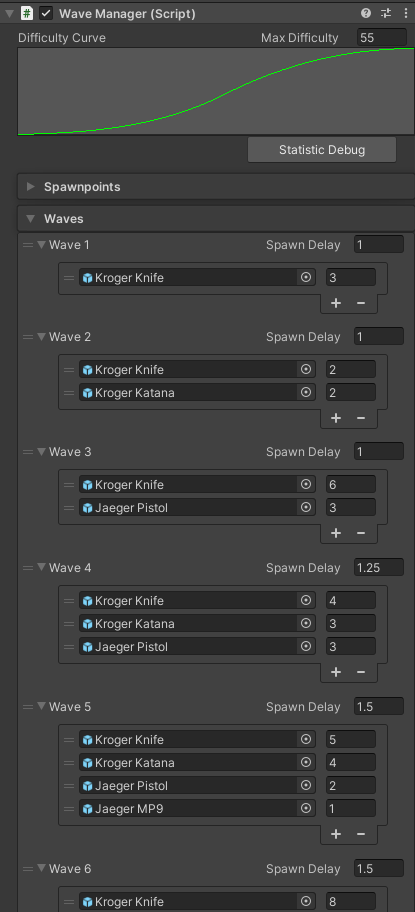 Wave Manager (Script)
Difficulty Curve Max Difficulty 55
Statistic Debug
Spawnpoints
Waves
Wave 1 Spawn Delay 1
Kroger Knife 3
+ −
Wave 2 Spawn Delay 1
Kroger Knife 2
Kroger Katana 2
+ −
Wave 3 Spawn Delay 1
Kroger Knife 6
Jaeger Pistol 3
+ −
Wave 4 Spawn Delay 1.25
Kroger Knife 4
Kroger Katana 3
Jaeger Pistol 3
+ −
Wave 5 Spawn Delay 1.5
Kroger Knife 5
Kroger Katana 4
Jaeger Pistol 2
Jaeger MP9 1
+ −
Wave 6 Spawn Delay 1.5
Kroger Knife 8